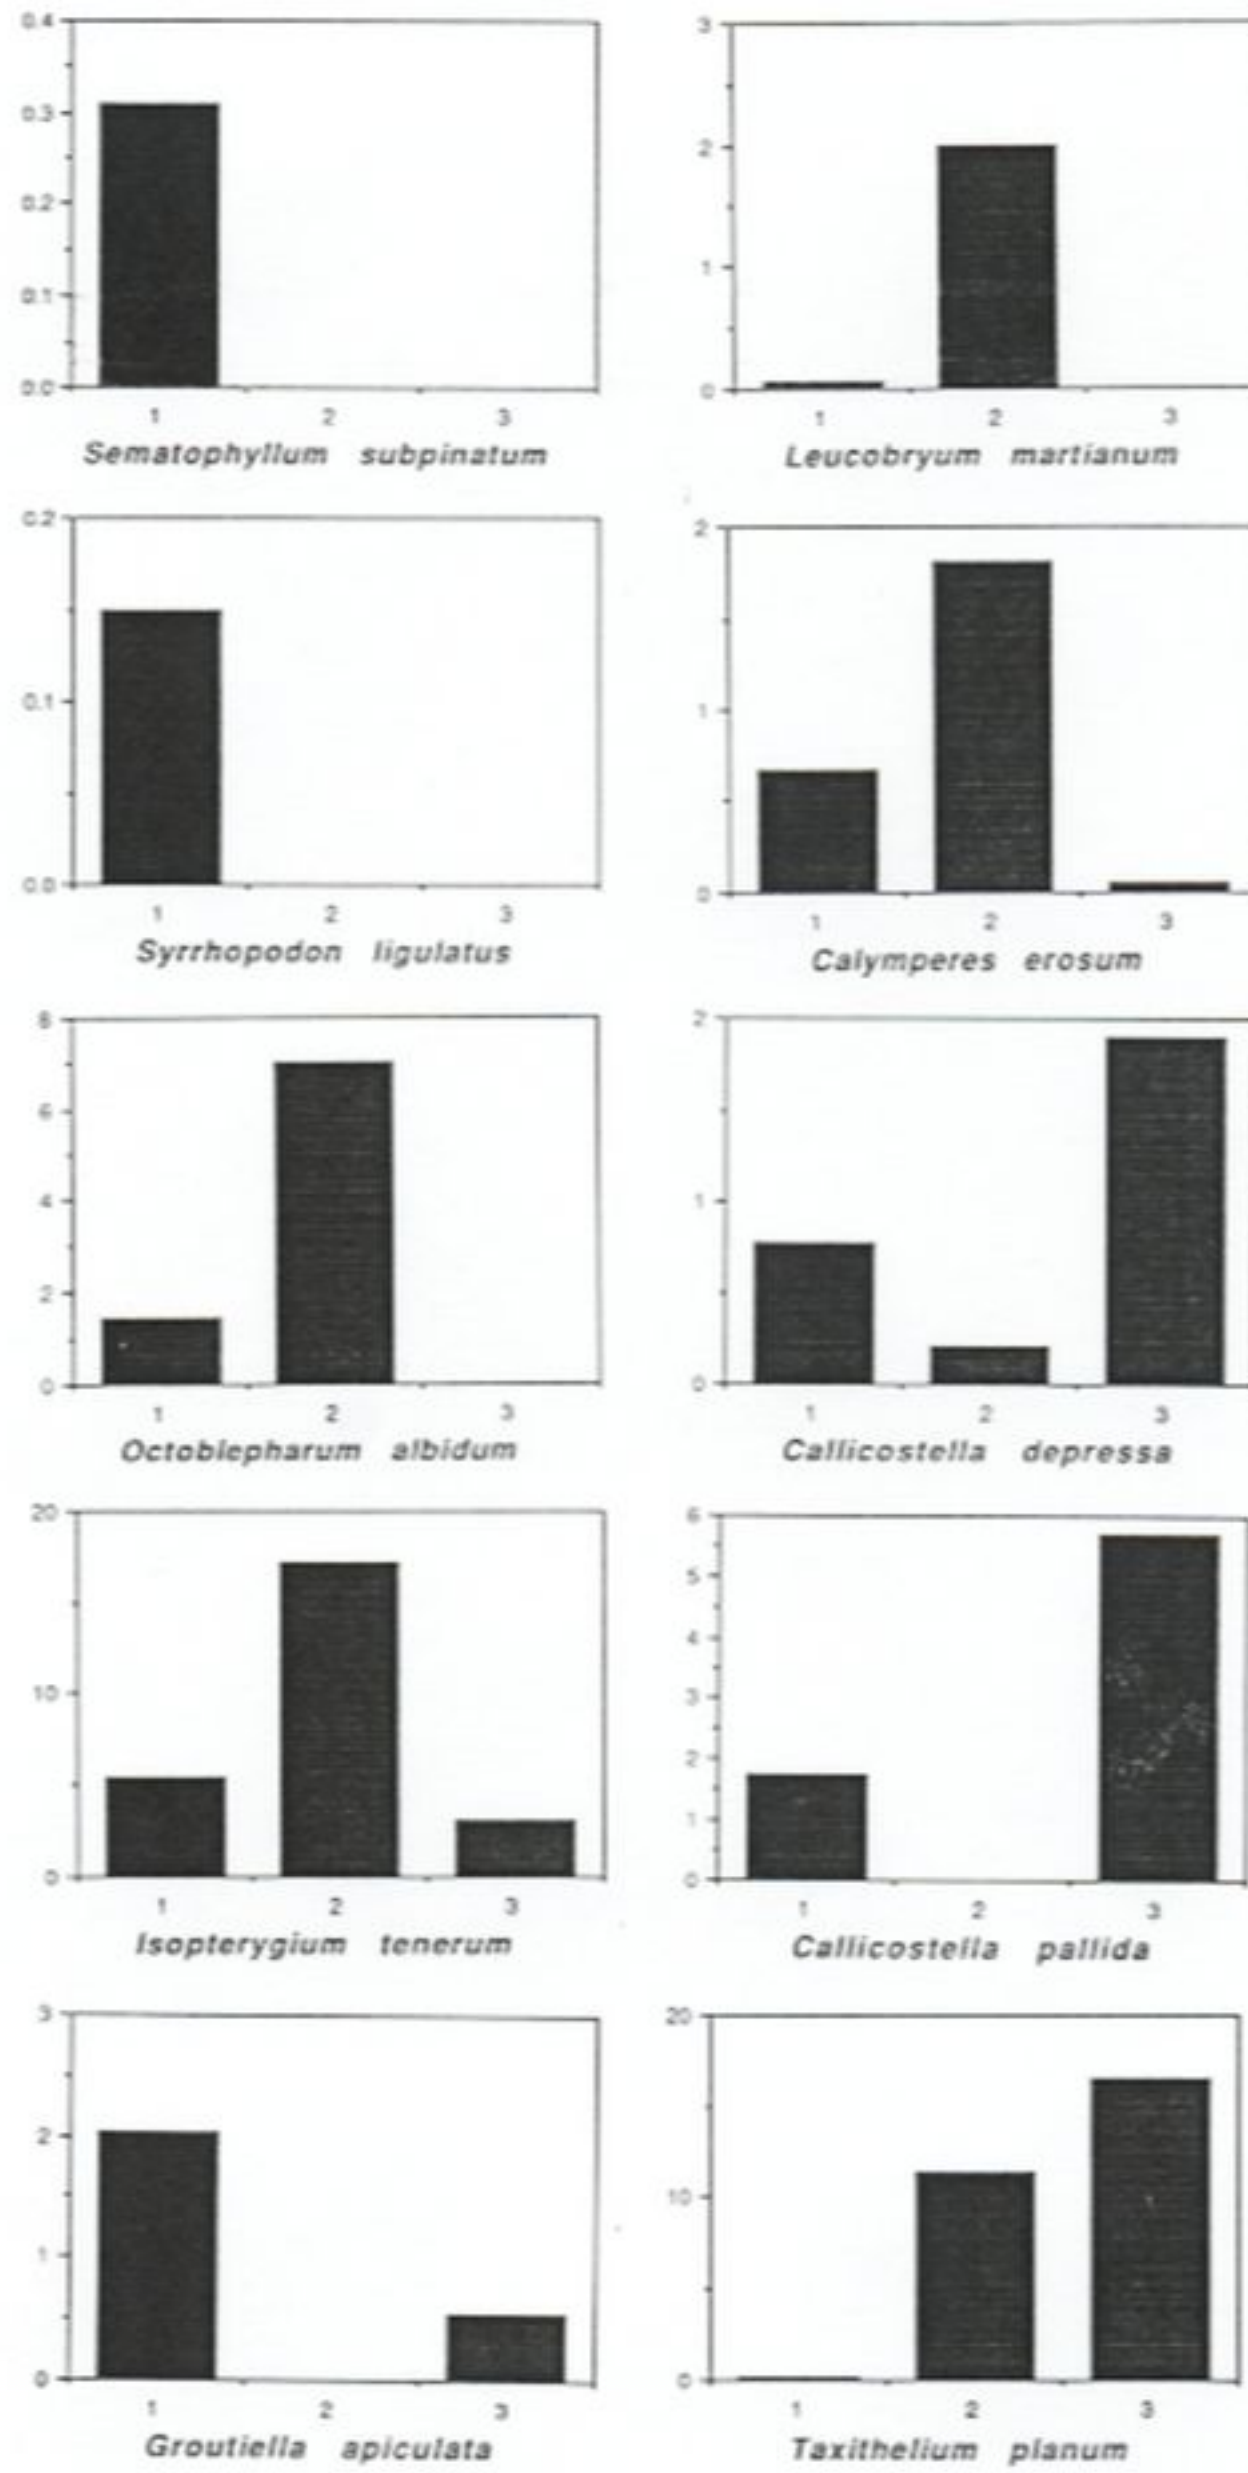 0.4
0.3
0.2
0.1
0.0
1 2 3
Sematophyllum subpinatum
3
2
1
0
1 2 3
Leucobryum martianum
0.2
0.1
0.0
1 2 3
Syrrhopodon ligulatus
2
1
0
1 2 3
Calymperes erosum
8
6
4
2
0
1 2 3
Octoblepharum albidum
2
1
0
1 2 3
Callicostella depressa
20
10
0
1 2 3
Isopterygium tenerum
6
5
4
3
2
1
0
1 2 3
Callicostella pallida
3
2
1
0
1 2 3
Groutiella apiculata
20
10
0
1 2 3
Taxithelium planum